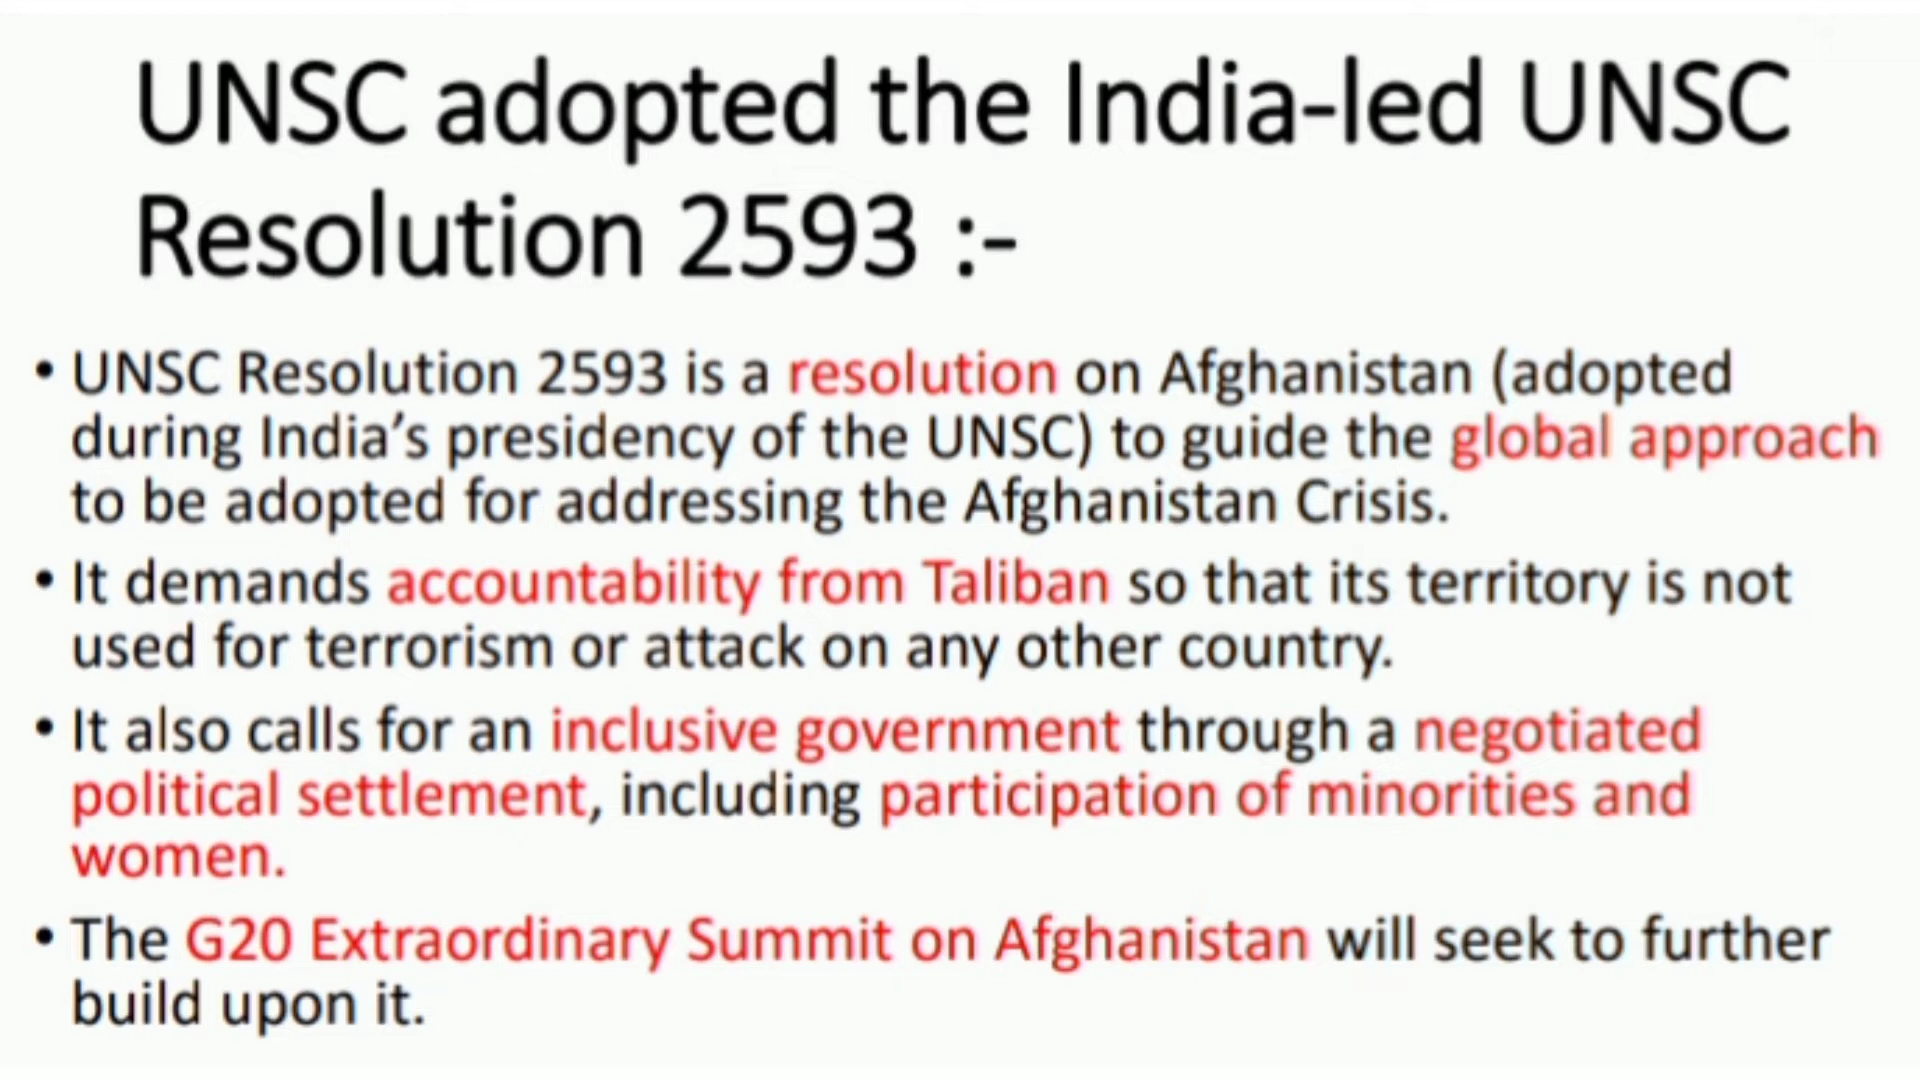 UNSC adopted the India-led UNSC
Resolution 2593 :-
• UNSC Resolution 2593 is a resolution on Afghanistan (adopted
during India’s presidency of the UNSC) to guide the global approach
to be adopted for addressing the Afghanistan Crisis.
• It demands accountability from Taliban so that its territory is not
used for terrorism or attack on any other country.
• It also calls for an inclusive government through a negotiated
political settlement, including participation of minorities and
women.
• The G20 Extraordinary Summit on Afghanistan will seek to further
build upon it.